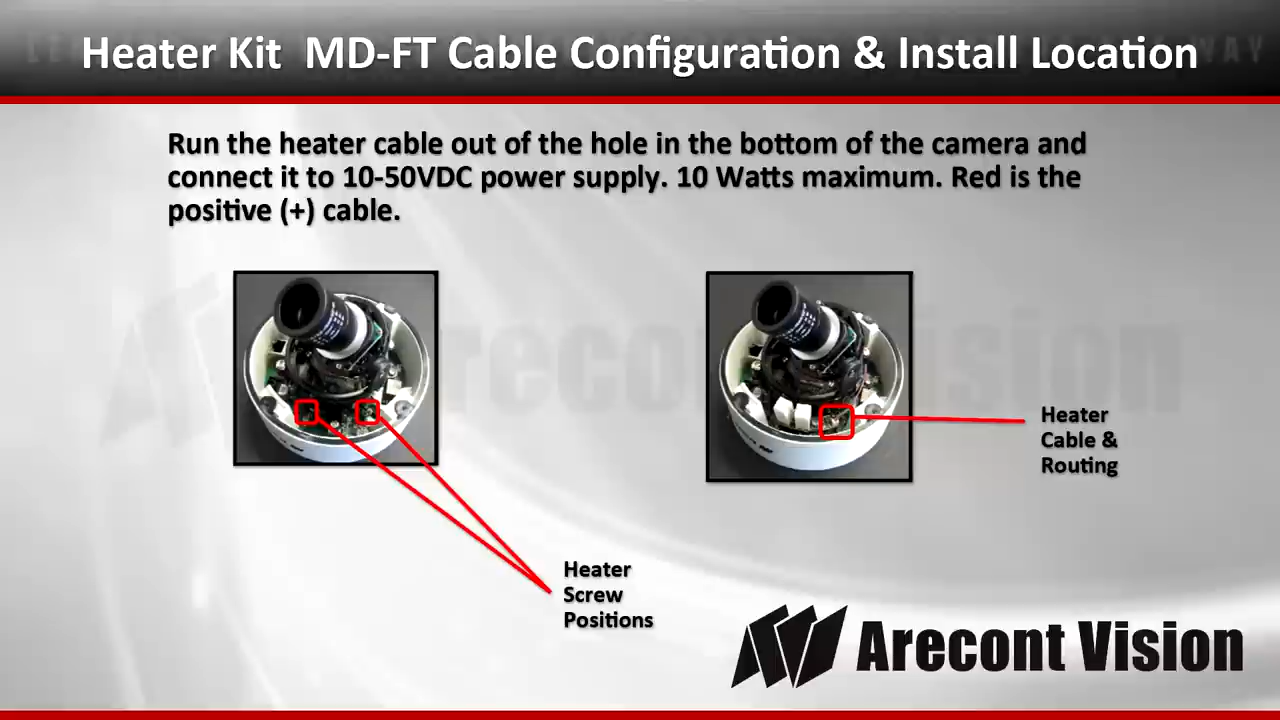 Heater Kit MD-FT Cable Configuration & Install Location
Run the heater cable out of the hole in the bottom of the camera and
connect it to 10-50VDC power supply. 10 Watts maximum. Red is the
positive (+) cable.
Arecont Vision
Heater
Cable &
Routing
Heater
Screw
Positions
Arecont Vision